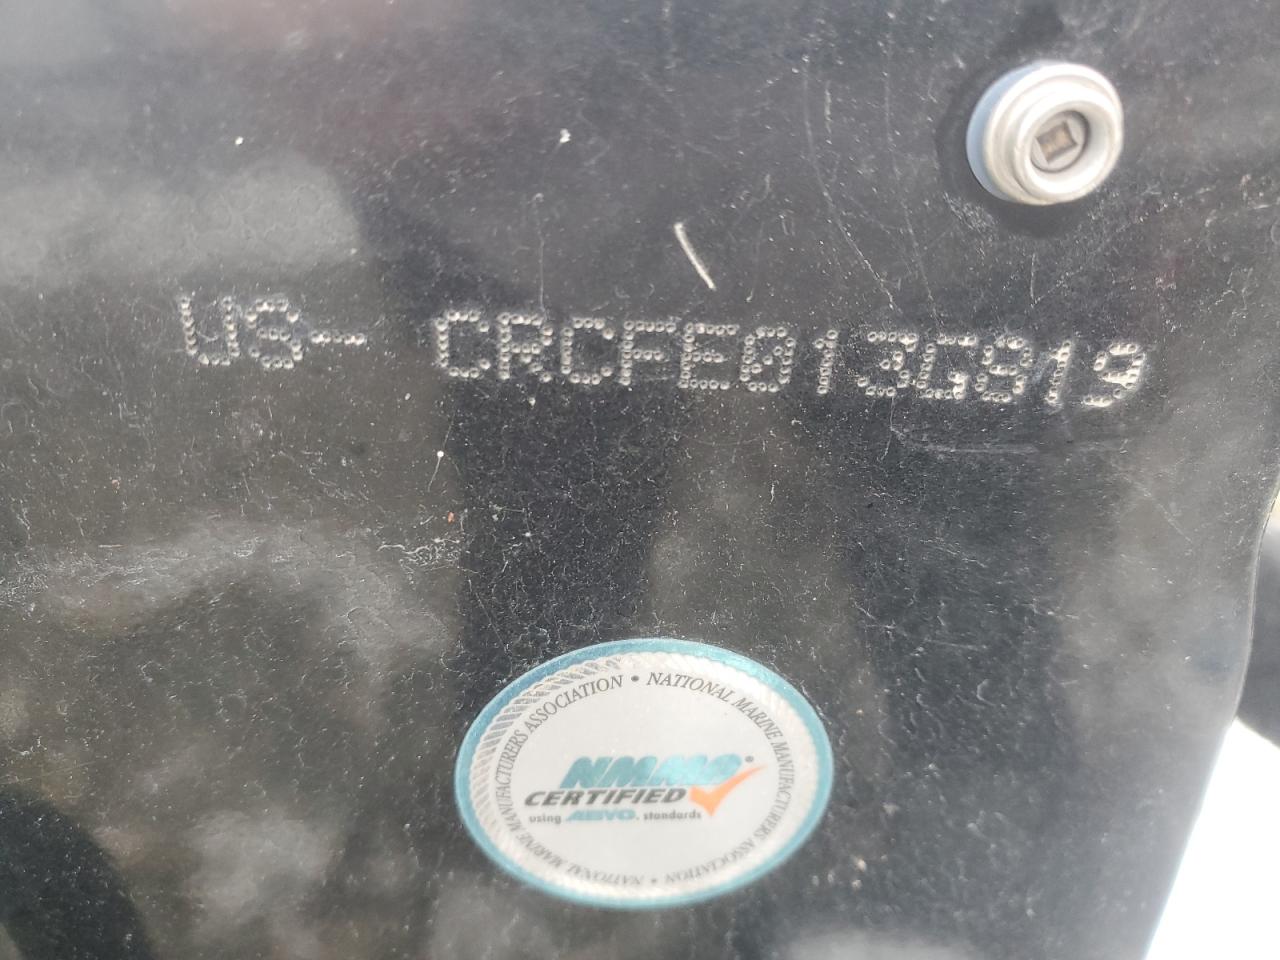 US- CRCFE013G819
NATIONAL MARINE MANUFACTURERS ASSOCIATION • NATIONAL MARINE MANUFACTURERS ASSOCIATION •
NMMA®
CERTIFIED
using ABYC. standards